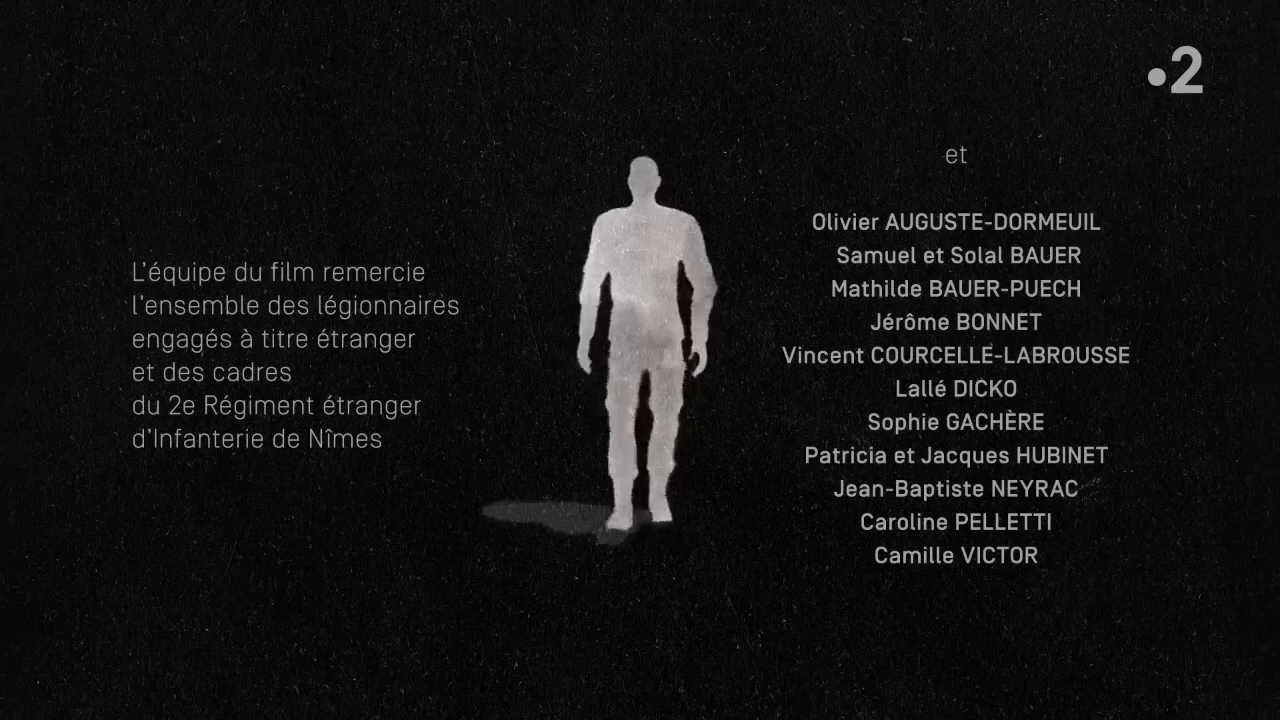 •2
L'équipe du film remercie
l'ensemble des légionnaires
engagés à titre étranger
et des cadres
du 2e Régiment étranger
d'Infanterie de Nîmes
et
Olivier AUGUSTE-DORMEUIL
Samuel et Solal BAUER
Mathilde BAUER-PUECH
Jérôme BONNET
Vincent COURCELLE-LABROUSSE
Lallé DICKO
Sophie GACHÈRE
Patricia et Jacques HUBINET
Jean-Baptiste NEYRAC
Caroline PELLETTI
Camille VICTOR